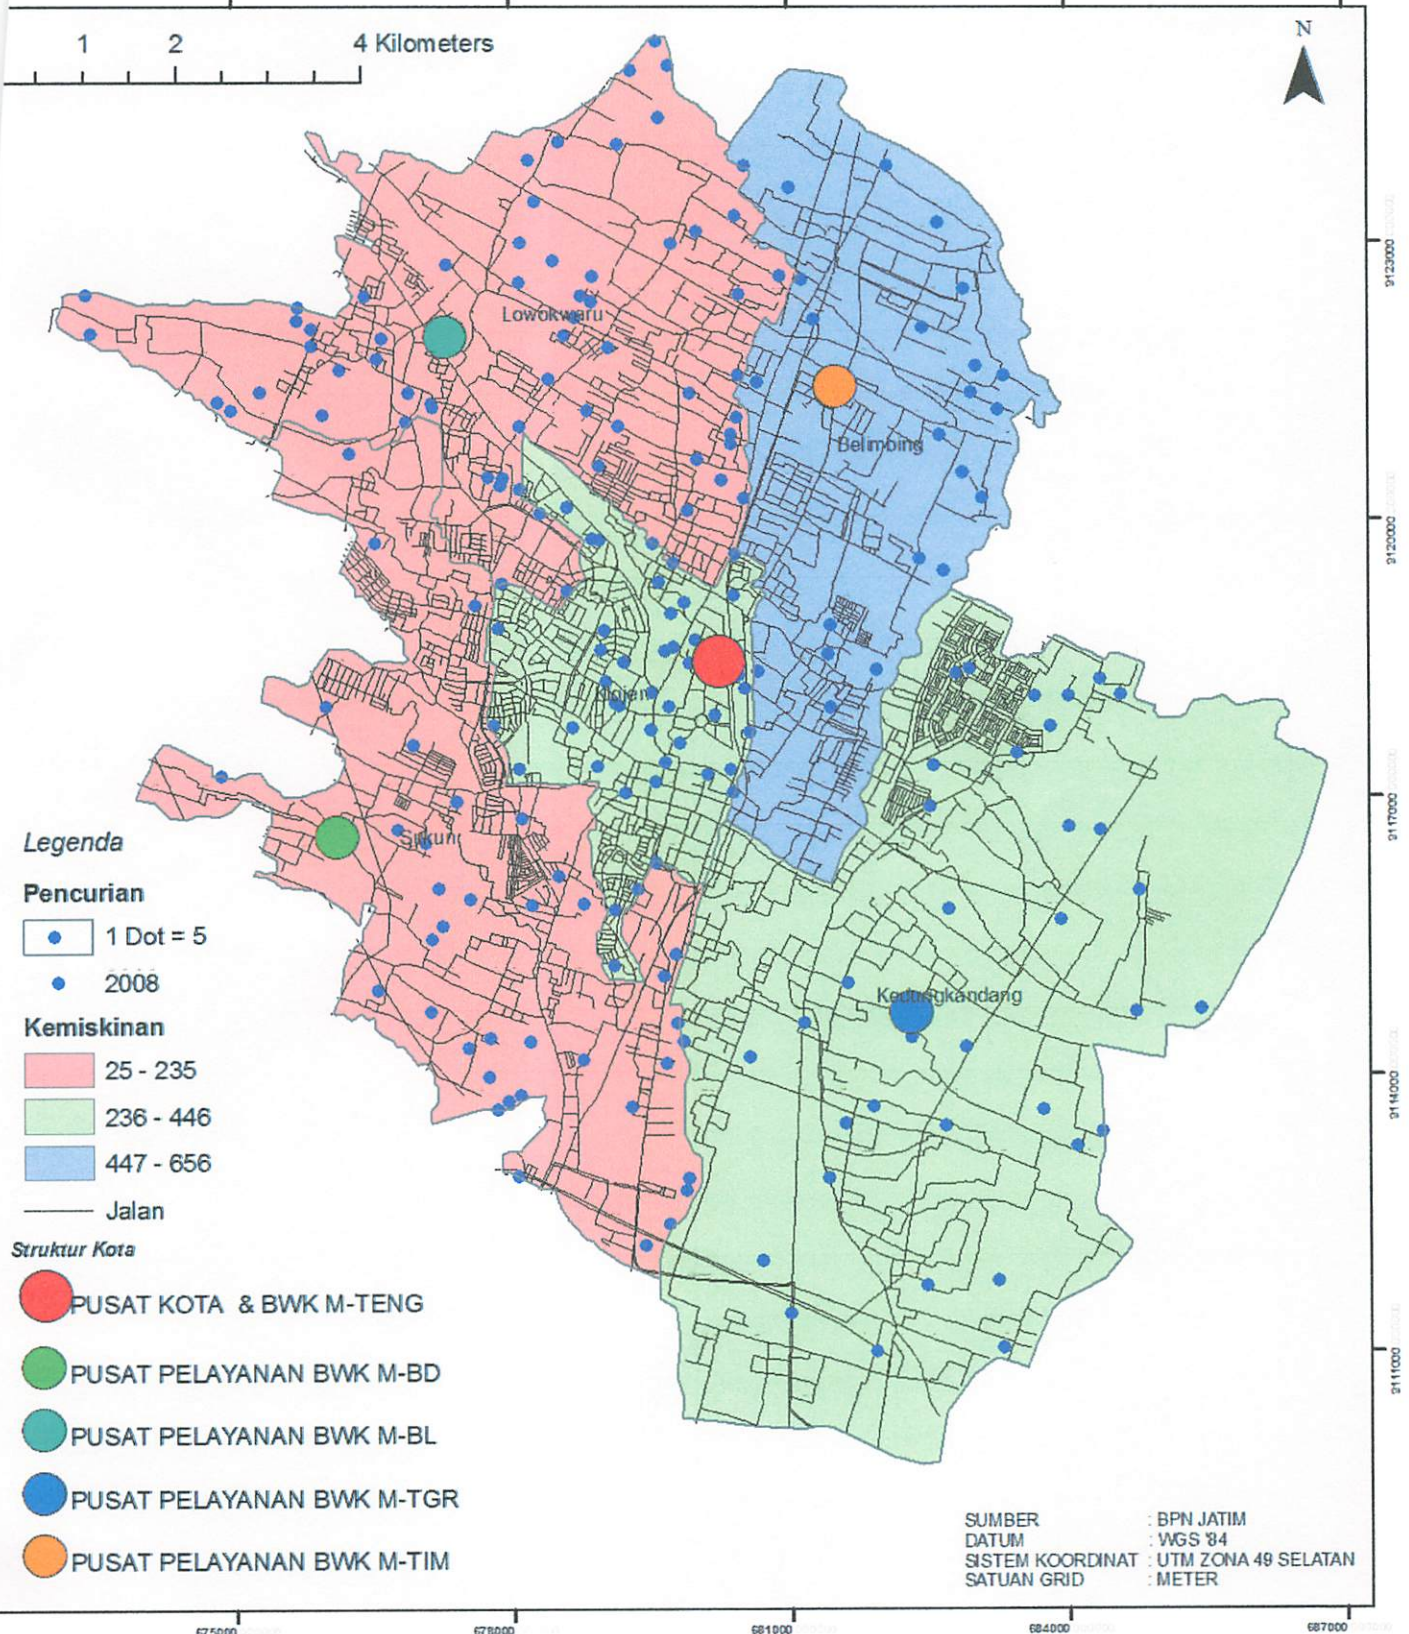 1 2 4 Kilometers
N
9123000
Lowokwaru
Belimbing
9120000
Klojen
9117000
Sukun
Legenda
Pencurian
1 Dot = 5
2008
Kedungkandang
Kemiskinan
25 - 235
9114000
236 - 446
447 - 656
Jalan
Struktur Kota
PUSAT KOTA & BWK M-TENG
9111000
PUSAT PELAYANAN BWK M-BD
PUSAT PELAYANAN BWK M-BL
PUSAT PELAYANAN BWK M-TGR
PUSAT PELAYANAN BWK M-TIM
SUMBER : BPN JATIM
DATUM : WGS '84
SISTEM KOORDINAT : UTM ZONA 49 SELATAN
SATUAN GRID : METER
675000 678000 681000 684000 687000